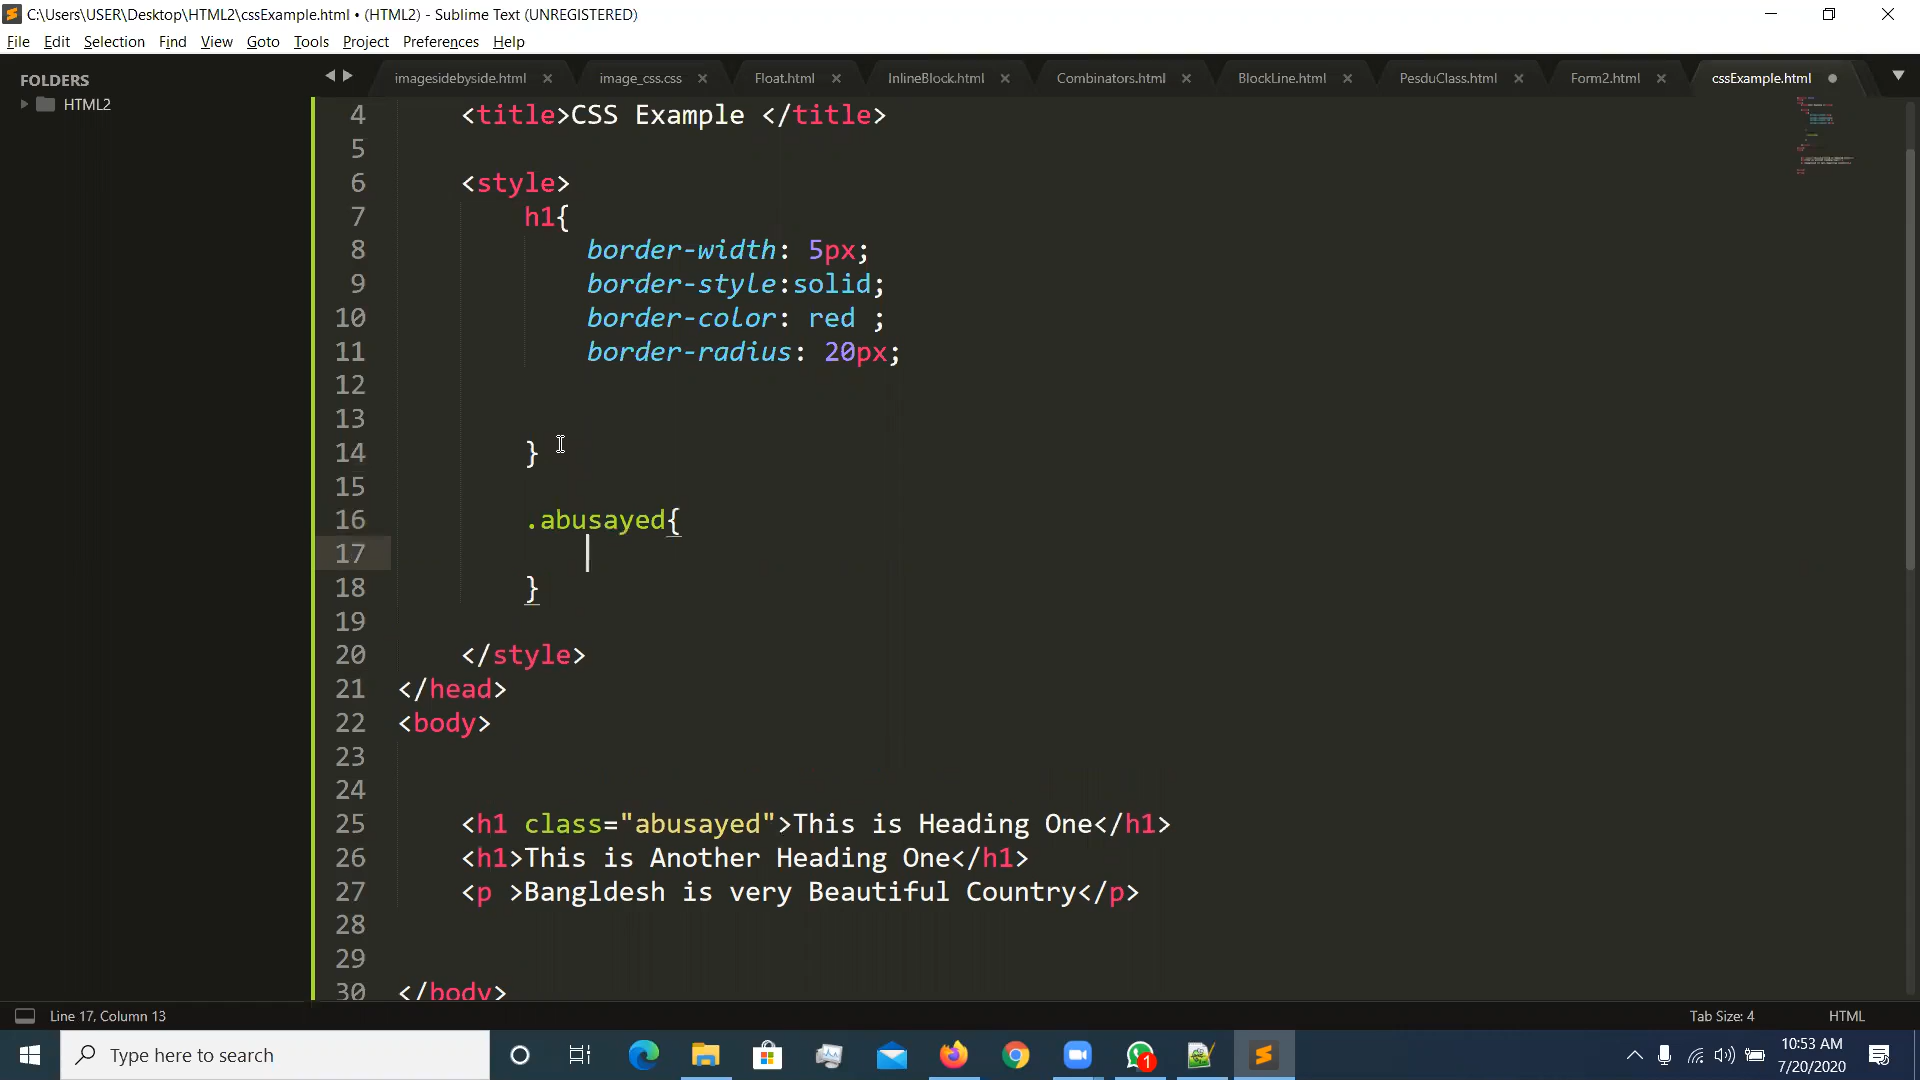 C:\Users\USER\Desktop\HTML2\cssExample.html • (HTML2) - Sublime Text (UNREGISTERED)
File Edit Selection Find View Goto Tools Project Preferences Help
FOLDERS
HTML2
imagesidebyside.html image_css.css Float.html InlineBlock.html Combinators.html BlockLine.html PesduClass.html Form2.html cssExample.html
4 <title>CSS Example </title>
5
6 <style>
7 h1{
8 border-width: 5px;
9 border-style:solid;
10 border-color: red ;
11 border-radius: 20px;
12
13
14 }
15
16 .abusayed{
17
18 }
19
20 </style>
21 </head>
22 <body>
23
24
25 <h1 class="abusayed">This is Heading One</h1>
26 <h1>This is Another Heading One</h1>
27 <p >Bangldesh is very Beautiful Country</p>
28
29
30 </body>
Line 17, Column 13
Tab Size: 4 HTML
Type here to search
1
10:53 AM
7/20/2020